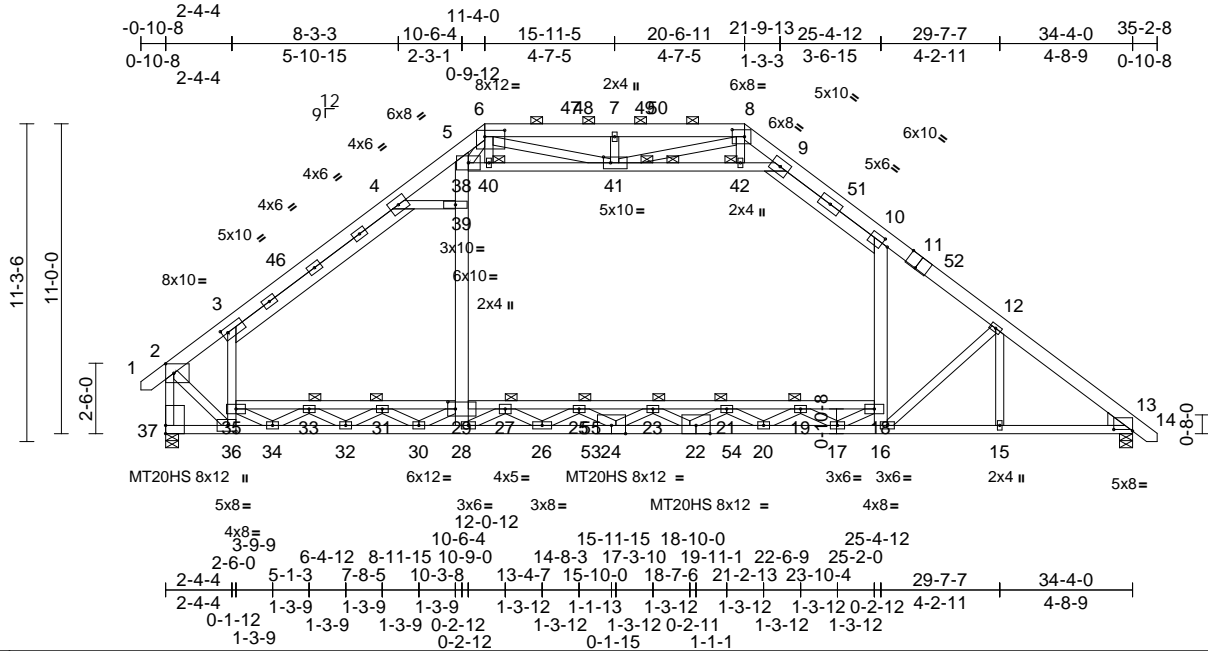 -0-10-8 2-4-4 8-3-3 10-6-4 11-4-0 15-11-5 20-6-11 21-9-13 25-4-12 29-7-7 34-4-0 35-2-8
0-10-8 2-4-4 5-10-15 2-3-1 0-9-12 4-7-5 4-7-5 1-3-3 3-6-15 4-2-11 4-8-9 0-10-8
8x12= 2x4 II 6x8=
12
9
6x8 // 5x10 \\
6 47 48 7 49 50 8
5 6x8 \\ 6x10 \\
4x6 // 9
4x6 // 5x6 \\
4 38 40 41 42 51
4x6 // 39 5x10= 2x4 II 10
5x10 // 3x10= 11
46 6x10= 52
8x10=
3 2x4 II 12
11-3-6 11-0-0
2
1 2-6-0 0-10-8 13
14 0-8-0
37 35 33 31 29 27 25 55 23 21 19 18
36 34 32 30 28 26 53 24 22 54 20 17 16 15
MT20HS 8x12 II 6x12= 4x5= MT20HS 8x12 = 3x6= 3x6= 2x4 II
5x8=
5x8= 3x6= 3x8= MT20HS 8x12 = 4x8=
4x8=
12-0-12
3-9-9 10-6-4 15-11-15 18-10-0 25-4-12
2-6-0 6-4-12 8-11-15 10-9-0 14-8-3 17-3-10 19-11-1 22-6-9 25-2-0
2-4-4 5-1-3 7-8-5 10-3-8 13-4-7 15-10-0 18-7-6 21-2-13 23-10-4 29-7-7 34-4-0
2-4-4 1-3-9 1-3-9 1-3-9 1-3-12 1-1-13 1-3-12 1-3-12 1-3-12 4-2-11 4-8-9
0-1-12 1-3-9 1-3-9 0-2-12 1-3-12 1-3-12 0-2-11 1-3-12 1-3-12 0-2-12
1-3-9 0-2-12 0-1-15 1-1-1